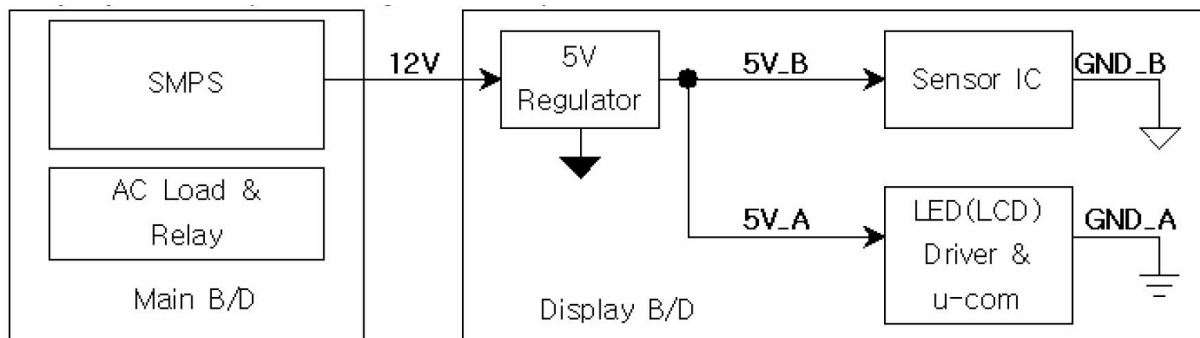 SMPS
AC Load &
Relay
Main B/D
12V
5V
Regulator
5V_B
Sensor IC
GND_B
5V_A
LED(LCD)
Driver &
u-com
GND_A
Display B/D